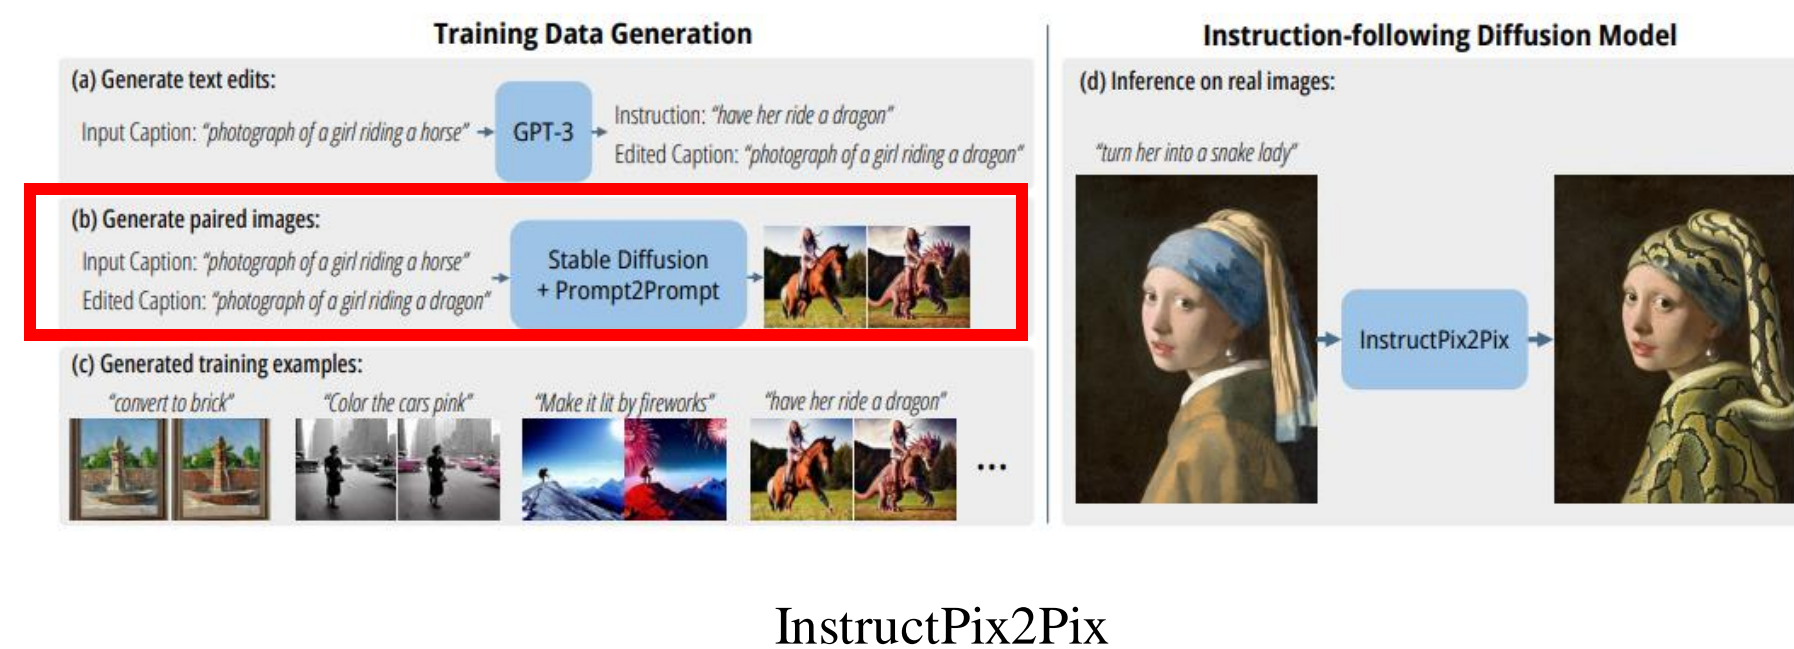 Training Data Generation
(a) Generate text edits:
Input Caption: “photograph of a girl riding a horse”
GPT-3
Instruction: “have her ride a dragon”
Edited Caption: “photograph of a girl riding a dragon”
(b) Generate paired images:
Input Caption: “photograph of a girl riding a horse”
Edited Caption: “photograph of a girl riding a dragon”
Stable Diffusion
+ Prompt2Prompt
(c) Generated training examples:
“convert to brick”
“Color the cars pink”
“Make it lit by fireworks”
“have her ride a dragon”
...
Instruction-following Diffusion Model
(d) Inference on real images:
“turn her into a snake lady”
InstructPix2Pix
InstructPix2Pix